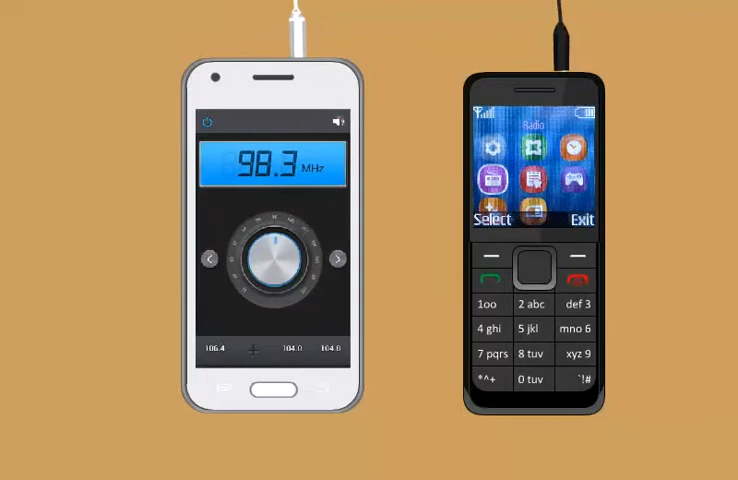 98.3 MHz
106.4 104.0 104.8
Radio
Select Exit
1oo 2 abc def 3
4 ghi 5 jkl mno 6
7 pqrs 8 tuv xyz 9
*^+ 0 tuv `!#